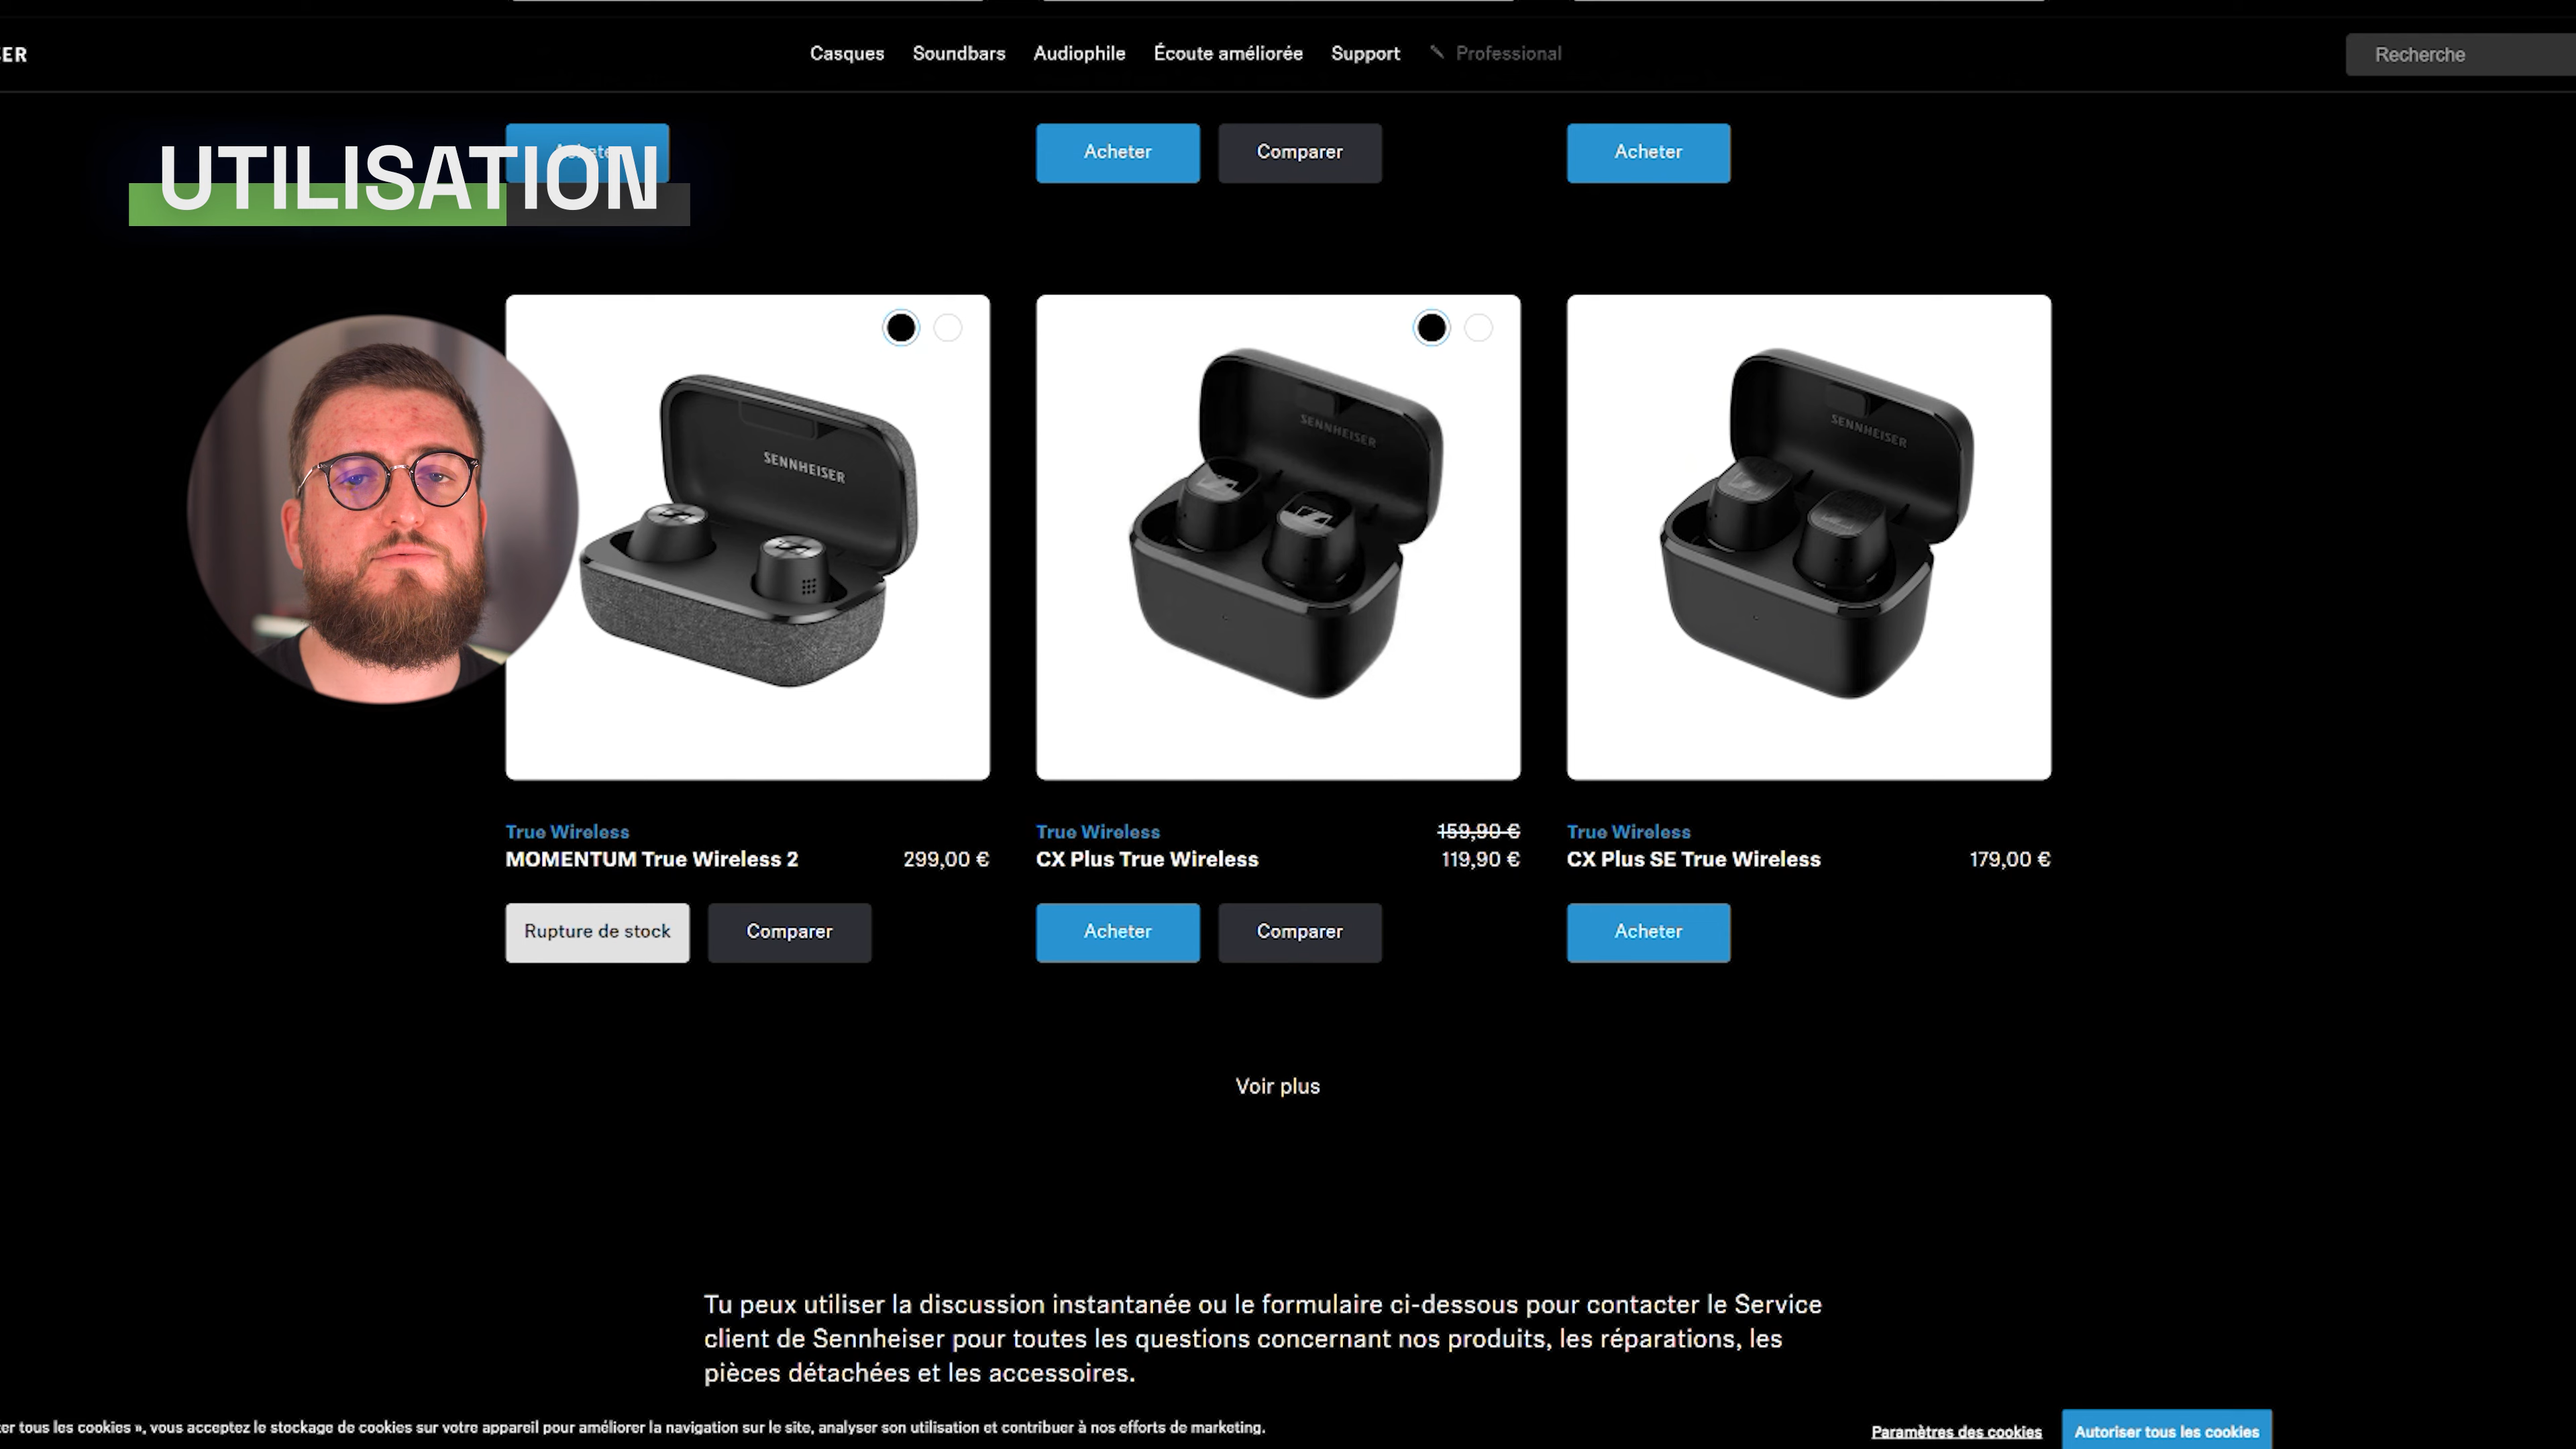 ER
Casques Soundbars Audiophile Écoute améliorée Support Professional
Recherche
UTILISATION
Acheter Comparer
Acheter
SENNHEISER
SENNHEISER
SENNHEISER
True Wireless
MOMENTUM True Wireless 2 299,00 €
Rupture de stock Comparer
True Wireless 159,90 €
CX Plus True Wireless 119,90 €
Acheter Comparer
True Wireless
CX Plus SE True Wireless 179,00 €
Acheter
Voir plus
Tu peux utiliser la discussion instantanée ou le formulaire ci-dessous pour contacter le Service
client de Sennheiser pour toutes les questions concernant nos produits, les réparations, les
pièces détachées et les accessoires.
er tous les cookies », vous acceptez le stockage de cookies sur votre appareil pour améliorer la navigation sur le site, analyser son utilisation et contribuer à nos efforts de marketing.
Paramètres des cookies Autoriser tous les cookies